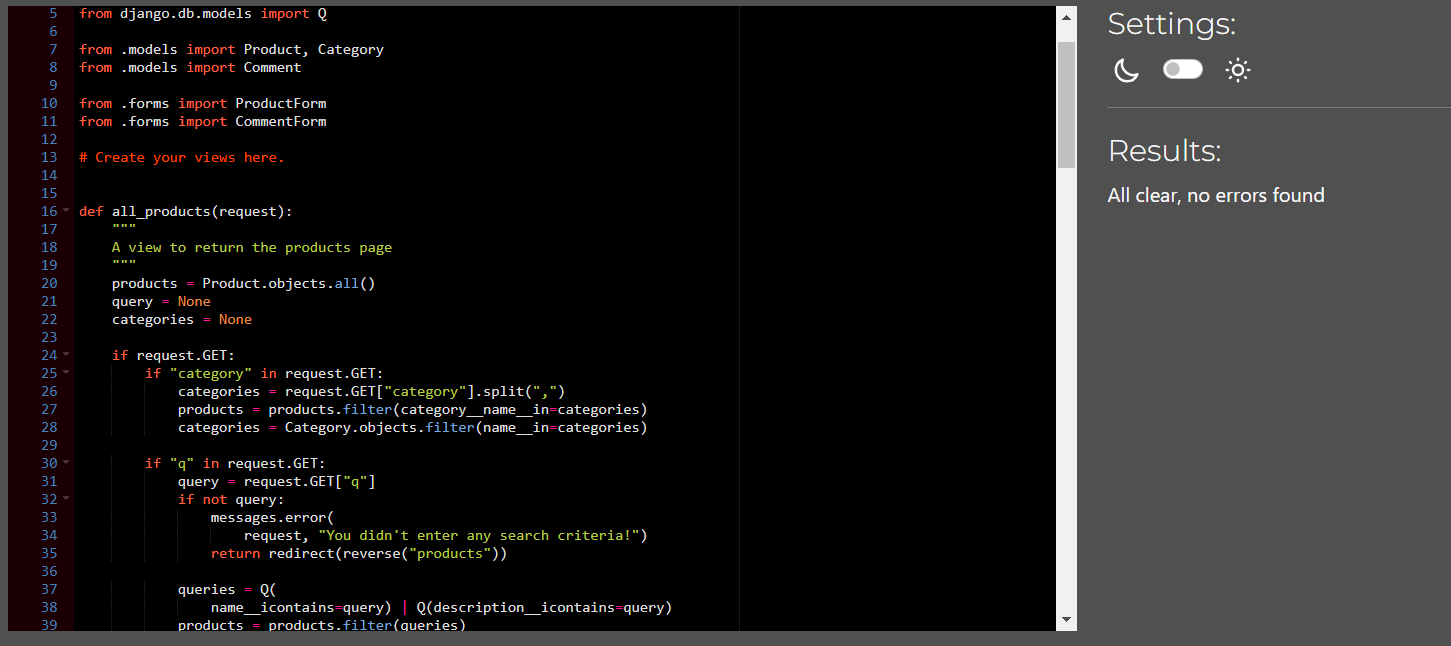 5 from django.db.models import Q
6
7 from .models import Product, Category
8 from .models import Comment
9
10 from .forms import ProductForm
11 from .forms import CommentForm
12
13 # Create your views here.
14
15
16 def all_products(request):
17     """
18     A view to return the products page
19     """
20     products = Product.objects.all()
21     query = None
22     categories = None
23
24     if request.GET:
25         if "category" in request.GET:
26             categories = request.GET["category"].split(",")
27             products = products.filter(category__name__in=categories)
28             categories = Category.objects.filter(name__in=categories)
29
30         if "q" in request.GET:
31             query = request.GET["q"]
32             if not query:
33                 messages.error(
34                     request, "You didn't enter any search criteria!")
35                 return redirect(reverse("products"))
36
37             queries = Q(
38                 name__icontains=query) | Q(description__icontains=query)
39             products = products.filter(queries)
Settings:
Results:
All clear, no errors found